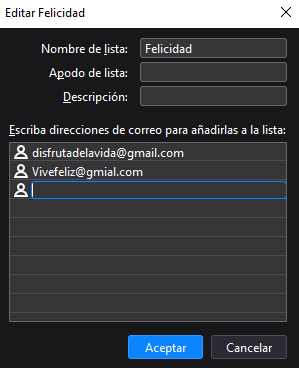 Editar Felicidad
Nombre de lista: Felicidad
Apodo de lista:
Descripción:
Escriba direcciones de correo para añadirlas a la lista:
disfrutadelavida@gmail.com
Vivefeliz@gmial.com
Aceptar Cancelar